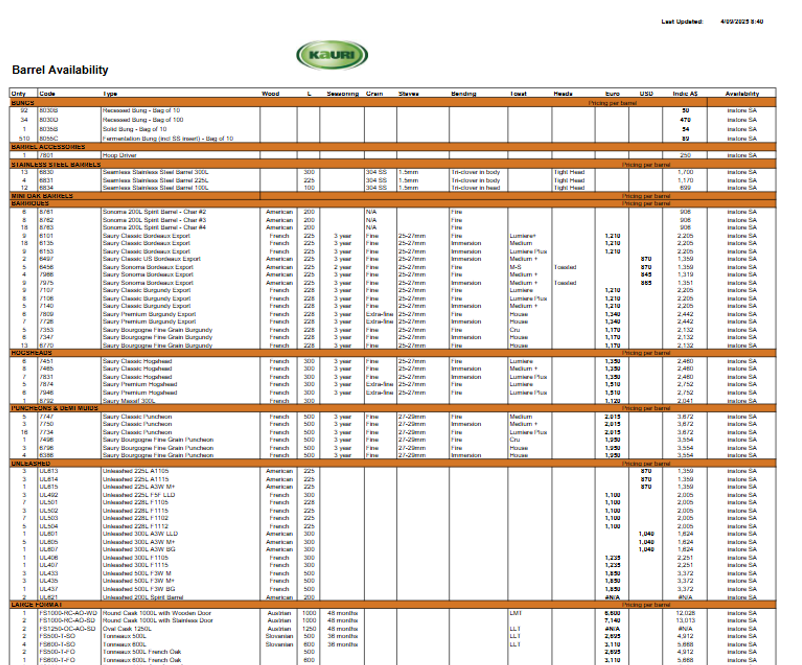 Last Updated: 4/09/2025 8:40
KAURI
Barrel Availability
Qnty Code Type Wood L Seasoning Grain Staves Bending Toast Heads Euro USD Indic A$ Availability
BUNGS Pricing per barrel
92 8030B Recessed Bung - Bag of 10 50 instore SA
34 8030D Recessed Bung - Bag of 100 470 instore SA
1 8035B Solid Bung - Bag of 10 54 instore SA
510 8055C Fermentation Bung (incl SS insert) - Bag of 10 89 instore SA
BARREL ACCESSORIES
1 7801 Hoop Driver 250 instore SA
STAINLESS STEEL BARRELS Pricing per barrel
13 6830 Seamless Stainless Steel Barrel 300L 300 304 SS 1.5mm Tri-clover in body Tight Head 1,700 instore SA
4 6831 Seamless Stainless Steel Barrel 225L 225 304 SS 1.5mm Tri-clover in body Tight Head 1,170 instore SA
12 6834 Seamless Stainless Steel Barrel 100L 100 304 SS 1.5mm Tri-clover in head Tight Head 699 instore SA
MINI OAK BARRELS Pricing per barrel
BARRIQUES Pricing per barrel
6 8761 Sonoma 200L Spirit Barrel - Char #2 American 200 N/A Fire 908 instore SA
8 8762 Sonoma 200L Spirit Barrel - Char #3 American 200 N/A Fire 908 instore SA
18 8763 Sonoma 200L Spirit Barrel - Char #4 American 200 N/A Fire 908 instore SA
9 6101 Saury Classic Bordeaux Export French 225 3 year Fine 25-27mm Fire Lumiere+ 1,210 2,205 instore SA
18 6135 Saury Classic Bordeaux Export French 225 3 year Fine 25-27mm Immersion Medium 1,210 2,205 instore SA
9 6153 Saury Classic Bordeaux Export French 225 3 year Fine 25-27mm Immersion Lumiere Plus 1,210 2,205 instore SA
2 6497 Saury Classic US Bordeaux Export American 225 3 year Fine 25-27mm Immersion Medium + 870 1,359 instore SA
5 6456 Saury Sonoma Bordeaux Export American 225 2 year Fine 25-27mm Fire M-S Toasted 870 1,359 instore SA
4 7986 Saury Classic Bordeaux Export American 225 3 year Fine 25-27mm Immersion Medium + 845 1,319 instore SA
9 7975 Saury Sonoma Bordeaux Export American 225 3 year Fine 25-27mm Immersion Medium + Toasted 865 1,351 instore SA
9 7107 Saury Classic Burgundy Export French 228 3 year Fine 25-27mm Fire Lumiere 1,210 2,205 instore SA
8 7106 Saury Classic Burgundy Export French 228 3 year Fine 25-27mm Fire Lumiere Plus 1,210 2,205 instore SA
5 7140 Saury Classic Burgundy Export French 228 3 year Fine 25-27mm Immersion Medium + 1,210 2,205 instore SA
6 7809 Saury Premium Burgundy Export French 228 3 year Extra-fine 25-27mm Fire House 1,340 2,442 instore SA
7 7728 Saury Premium Burgundy Export French 228 3 year Extra-fine 25-27mm Immersion House 1,340 2,442 instore SA
5 7353 Saury Bourgogne Fine Grain Burgundy French 228 3 year Fine 25-27mm Fire Cru 1,170 2,132 instore SA
6 7347 Saury Bourgogne Fine Grain Burgundy French 228 3 year Fine 25-27mm Immersion House 1,170 2,132 instore SA
13 6770 Saury Bourgogne Fine Grain Burgundy French 228 3 year Fine 25-27mm Fire House 1,170 2,132 instore SA
HOGSHEADS Pricing per barrel
6 7451 Saury Classic Hogshead French 300 3 year Fine 25-27mm Fire Lumiere 1,350 2,460 instore SA
8 7465 Saury Classic Hogshead French 300 3 year Fine 25-27mm Immersion Medium + 1,350 2,460 instore SA
7 7831 Saury Classic Hogshead French 300 3 year Fine 25-27mm Immersion Lumiere Plus 1,350 2,460 instore SA
5 7874 Saury Premium Hogshead French 300 3 year Extra-fine 25-27mm Fire Lumiere 1,510 2,752 instore SA
6 7946 Saury Premium Hogshead French 300 3 year Extra-fine 25-27mm Fire House 1,510 2,752 instore SA
1 8792 Saury Massif 300L French 300 1,120 2,041 instore SA
PUNCHEONS & DEMI MUIDS Pricing per barrel
5 7747 Saury Classic Puncheon French 500 3 year Fine 27-29mm Fire Medium 2,015 3,672 instore SA
3 7750 Saury Classic Puncheon French 500 3 year Fine 27-29mm Immersion Medium + 2,015 3,672 instore SA
16 7734 Saury Classic Puncheon French 500 3 year Fine 27-29mm Fire Lumiere Plus 2,015 3,672 instore SA
1 7496 Saury Bourgogne Fine Grain Puncheon French 500 3 year Fine 27-29mm Fire Cru 1,950 3,554 instore SA
3 6796 Saury Bourgogne Fine Grain Puncheon French 500 3 year Fine 27-29mm Fire House 1,950 3,554 instore SA
4 6386 Saury Bourgogne Fine Grain Puncheon French 500 3 year Fine 27-29mm Immersion House 1,950 3,554 instore SA
UNLEASHED Pricing per barrel
3 UL613 Unleashed 225L A1105 American 225 870 1,359 instore SA
3 UL614 Unleashed 225L A1115 American 225 870 1,359 instore SA
1 UL615 Unleashed 225L A3W M+ American 225 870 1,359 instore SA
3 UL492 Unleashed 225L F5F LLD French 300 1,100 2,005 instore SA
7 UL501 Unleashed 228L F1105 French 228 1,100 2,005 instore SA
3 UL502 Unleashed 228L F1115 French 228 1,100 2,005 instore SA
7 UL503 Unleashed 228L F1102 French 225 1,100 2,005 instore SA
5 UL504 Unleashed 228L F1112 French 225 1,100 2,005 instore SA
1 UL601 Unleashed 300L A3W LLD American 300 1,040 1,624 instore SA
5 UL605 Unleashed 300L A3W M+ American 300 1,040 1,624 instore SA
1 UL607 Unleashed 300L A3W BG American 300 1,040 1,624 instore SA
1 UL406 Unleashed 300L F1105 French 300 1,235 2,251 instore SA
1 UL407 Unleashed 300L F1115 French 300 1,235 2,251 instore SA
3 UL433 Unleashed 500L F3W M French 500 1,850 3,372 instore SA
3 UL435 Unleashed 500L F3W M+ French 500 1,850 3,372 instore SA
1 UL437 Unleashed 500L F3W BG French 500 1,850 3,372 instore SA
2 UL621 Unleashed 200L Spirit Barrel American 200 #N/A #N/A instore SA
LARGE FORMAT Pricing per barrel
1 FS1000-RC-AO-WD Round Cask 1000L with Wooden Door Austrian 1000 48 months LM1 6,600 12,028 instore SA
2 FS1000-RC-AO-SD Round Cask 1000L with Stainless Door Austrian 1000 48 months 7,140 13,013 instore SA
2 FS1250-OC-AO-SD Oval Cask 1250L Austrian 1250 48 months LL1 #N/A #N/A instore SA
2 FS500-T-SO Tonneaux 500L Slovenian 500 36 months LL1 2,695 4,912 instore SA
4 FS600-T-SO Tonneaux 600L Slovenian 600 36 months LL1 3,110 5,668 instore SA
2 FS500-T-FO Tonneaux 500L French Oak 500 2,695 4,912 instore SA
1 FS600-T-FO Tonneaux 600L French Oak 600 3,110 5,668 instore SA